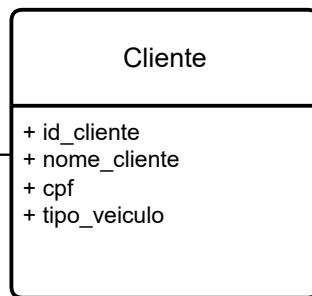 Cliente
+ id_cliente
+ nome_cliente
+ cpf
+ tipo_veiculo